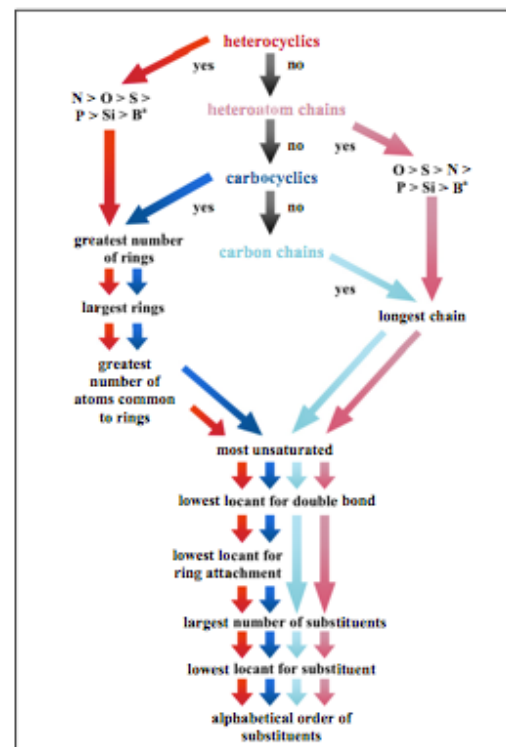 heterocyclics
yes
no
N > O > S >
P > Si > Bª
heteroatom chains
no
yes
O > S > N >
P > Si > Bª
carbocyclics
yes
no
greatest number
of rings
carbon chains
yes
largest rings
longest chain
greatest
number of
atoms common
to rings
most unsaturated
lowest locant for double bond
lowest locant for
ring attachment
largest number of substituents
lowest locant for substituent
alphabetical order of
substituents